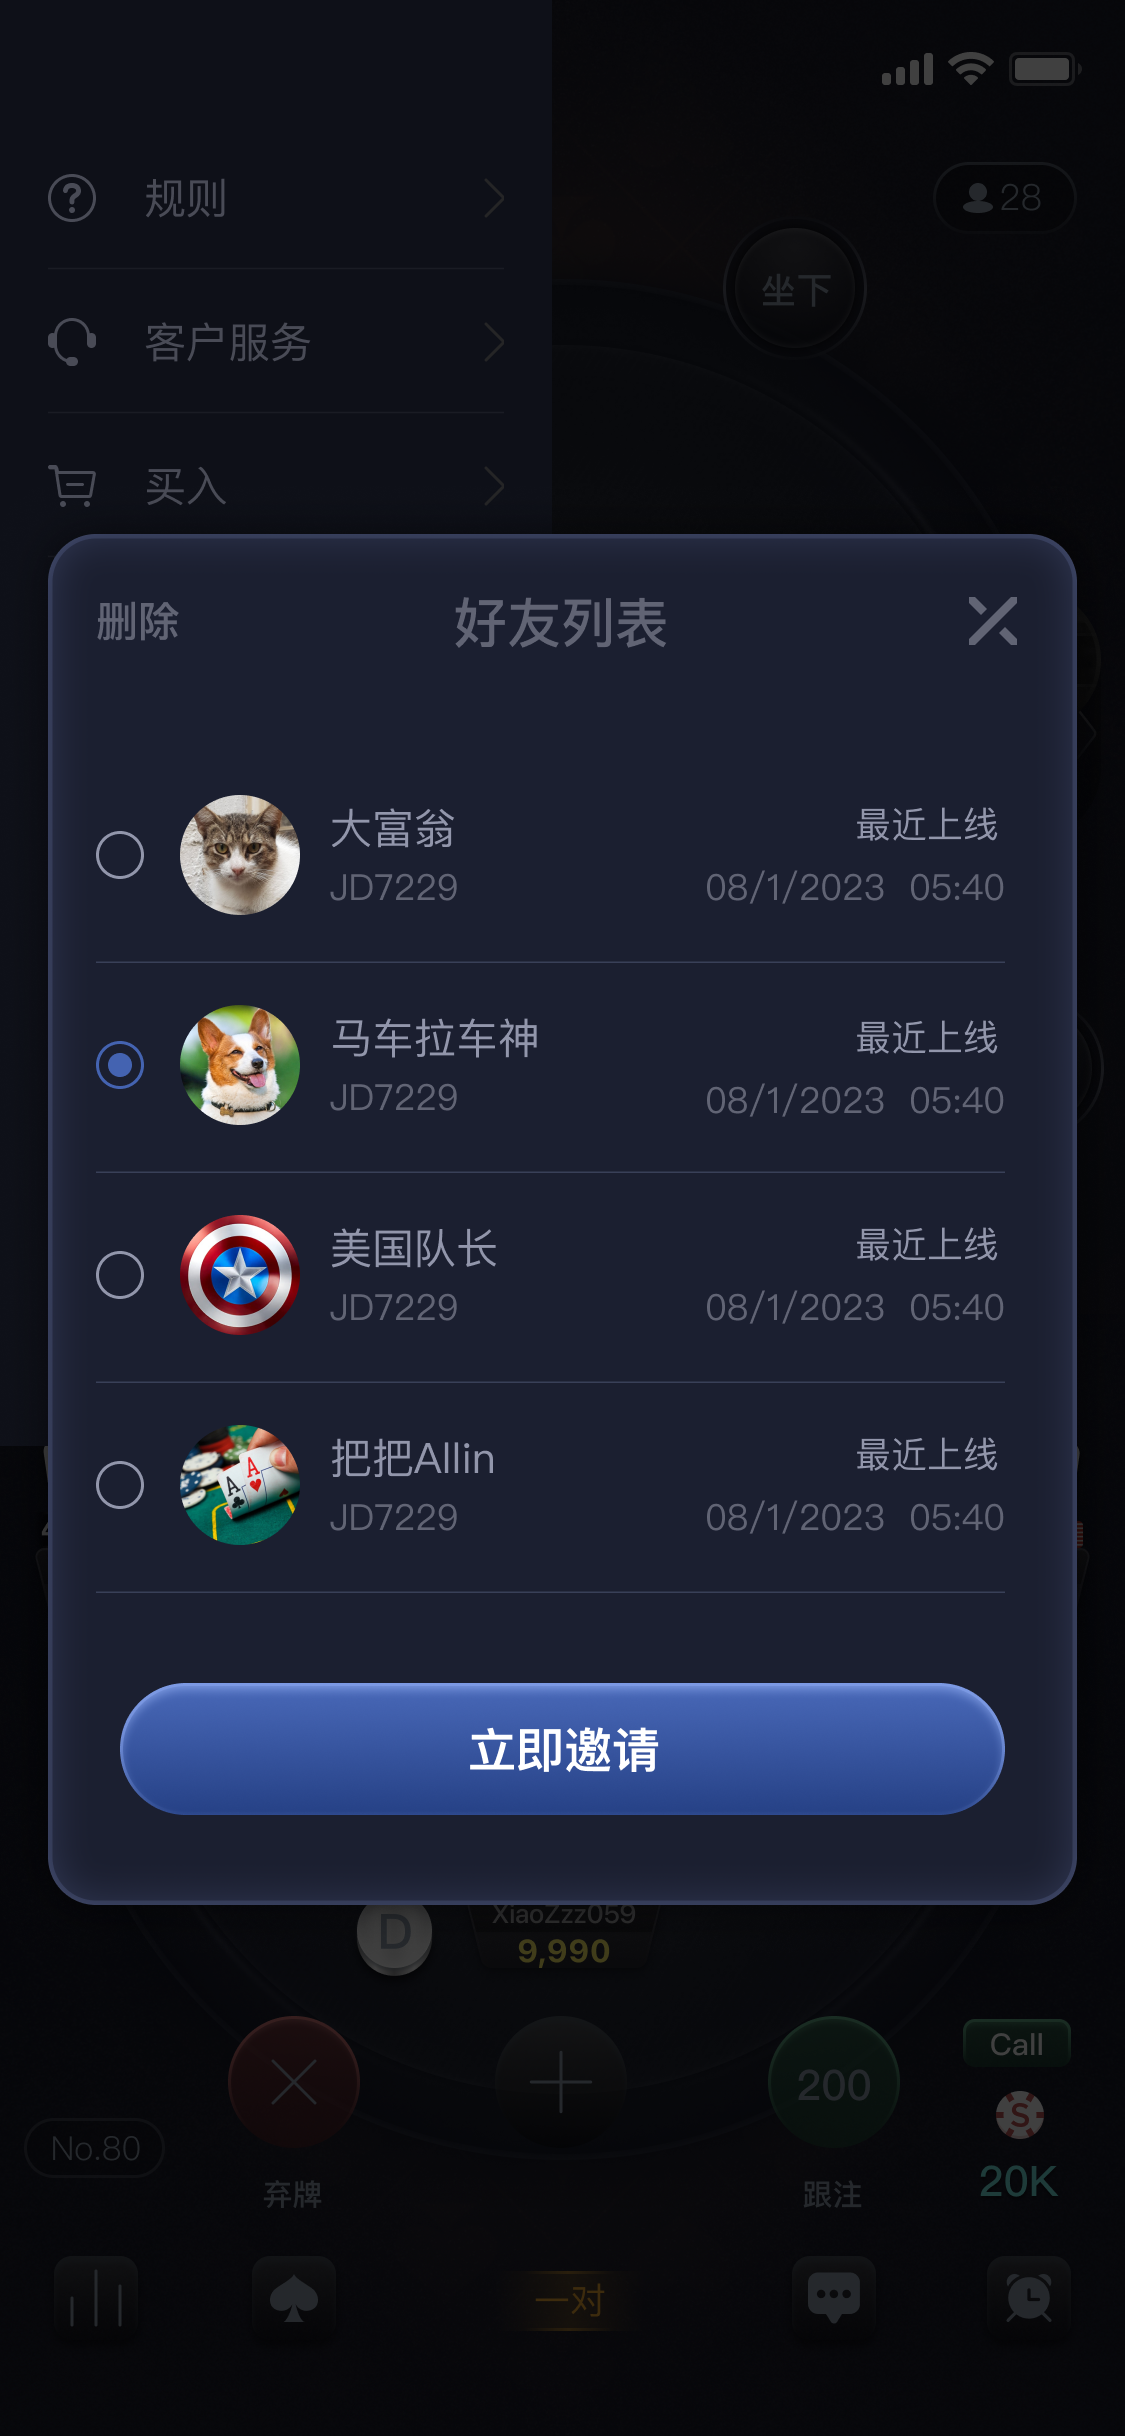 28
规则
坐下
客户服务
买入
删除
好友列表
大富翁
最近上线
JD7229
08/1/2023 05:40
马车拉车神
最近上线
JD7229
08/1/2023 05:40
美国队长
最近上线
JD7229
08/1/2023 05:40
把把Allin
最近上线
JD7229
08/1/2023 05:40
立即邀请
D
XiaoZzz059
9,990
Call
200
S
No.80
20K
弃牌
跟注
一对